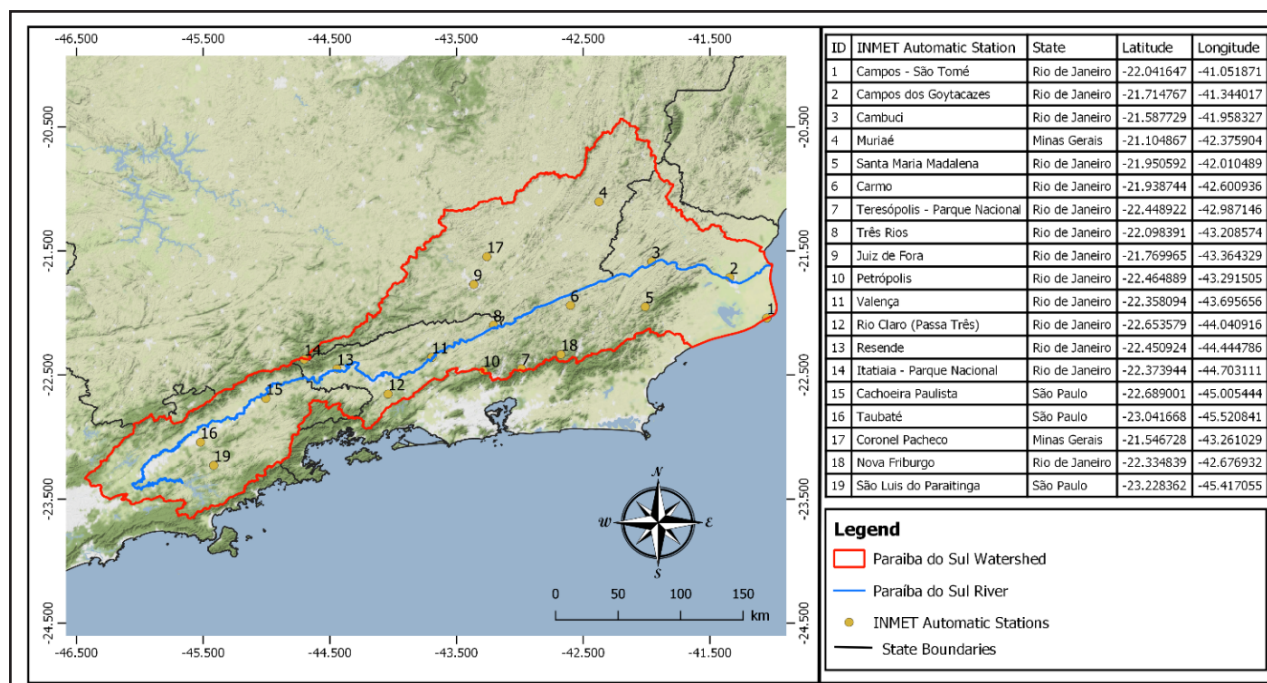 -46.500 -45.500 -44.500 -43.500 -42.500 -41.500
-20.500
-21.500
-22.500
-23.500
-24.500
4
17
3
9
2
6
5
1
8
18
11
14
13
10
7
12
15
16
19
N
W E
S
0 50 100 150
km
-20.500
-21.500
-22.500
-23.500
-24.500
-46.500 -45.500 -44.500 -43.500 -42.500 -41.500
ID INMET Automatic Station State Latitude Longitude
1 Campos - São Tomé Rio de Janeiro -22.041647 -41.051871
2 Campos dos Goytacazes Rio de Janeiro -21.714767 -41.344017
3 Cambuci Rio de Janeiro -21.587729 -41.958327
4 Muriaé Minas Gerais -21.104867 -42.375904
5 Santa Maria Madalena Rio de Janeiro -21.950592 -42.010489
6 Carmo Rio de Janeiro -21.938744 -42.600936
7 Teresópolis - Parque Nacional Rio de Janeiro -22.448922 -42.987146
8 Três Rios Rio de Janeiro -22.098391 -43.208574
9 Juiz de Fora Rio de Janeiro -21.769965 -43.364329
10 Petrópolis Rio de Janeiro -22.464889 -43.291505
11 Valença Rio de Janeiro -22.358094 -43.695656
12 Rio Claro (Passa Três) Rio de Janeiro -22.653579 -44.040916
13 Resende Rio de Janeiro -22.450924 -44.444786
14 Itatiaia - Parque Nacional Rio de Janeiro -22.373944 -44.703111
15 Cachoeira Paulista São Paulo -22.689001 -45.005444
16 Taubaté São Paulo -23.041668 -45.520841
17 Coronel Pacheco Minas Gerais -21.546728 -43.261029
18 Nova Friburgo Rio de Janeiro -22.334839 -42.676932
19 São Luis do Paraitinga São Paulo -23.228362 -45.417055
Legend
Paraiba do Sul Watershed
Paraíba do Sul River
INMET Automatic Stations
State Boundaries